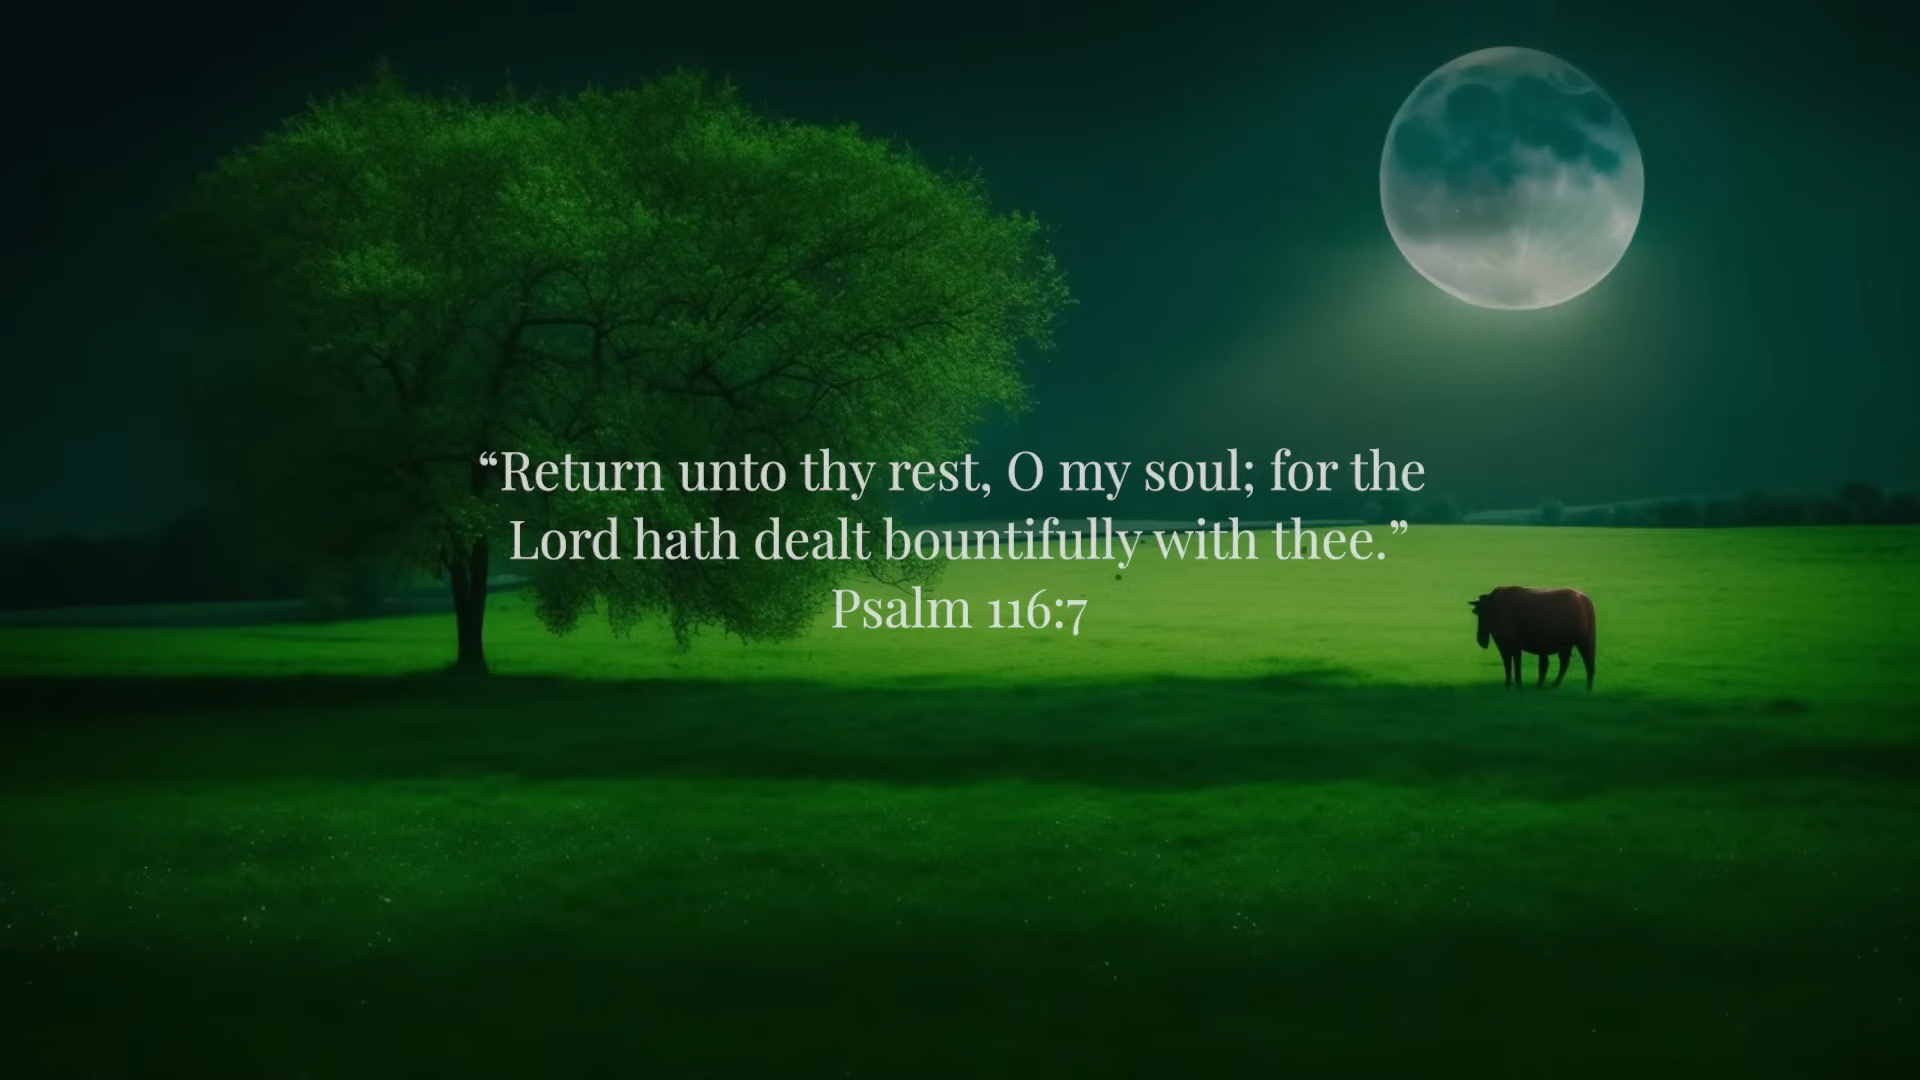 “Return unto thy rest, O my soul; for the
Lord hath dealt bountifully with thee.”
Psalm 116:7